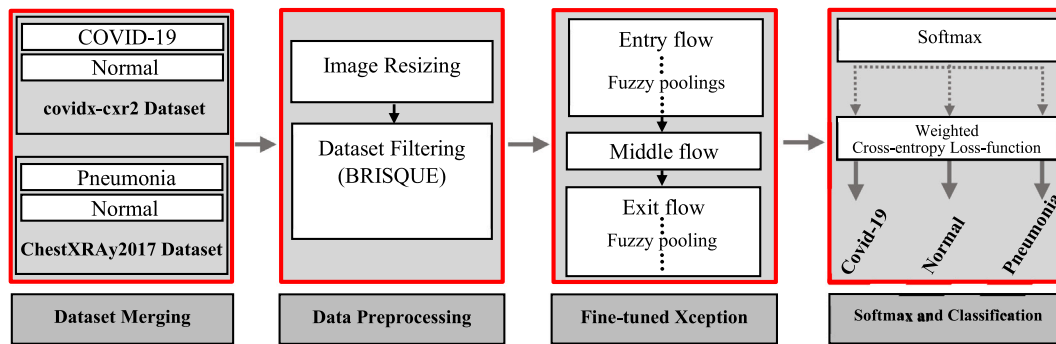 COVID-19
Normal
covidx-cxr2 Dataset
Pneumonia
Normal
ChestXRAy2017 Dataset
Dataset Merging
Image Resizing
Dataset Filtering
(BRISQUE)
Data Preprocessing
Entry flow
Fuzzy poolings
Middle flow
Exit flow
Fuzzy pooling
Fine-tuned Xception
Softmax
Weighted
Cross-entropy Loss-function
Covid-19
Normal
Pneumonia
Softmax and Classification